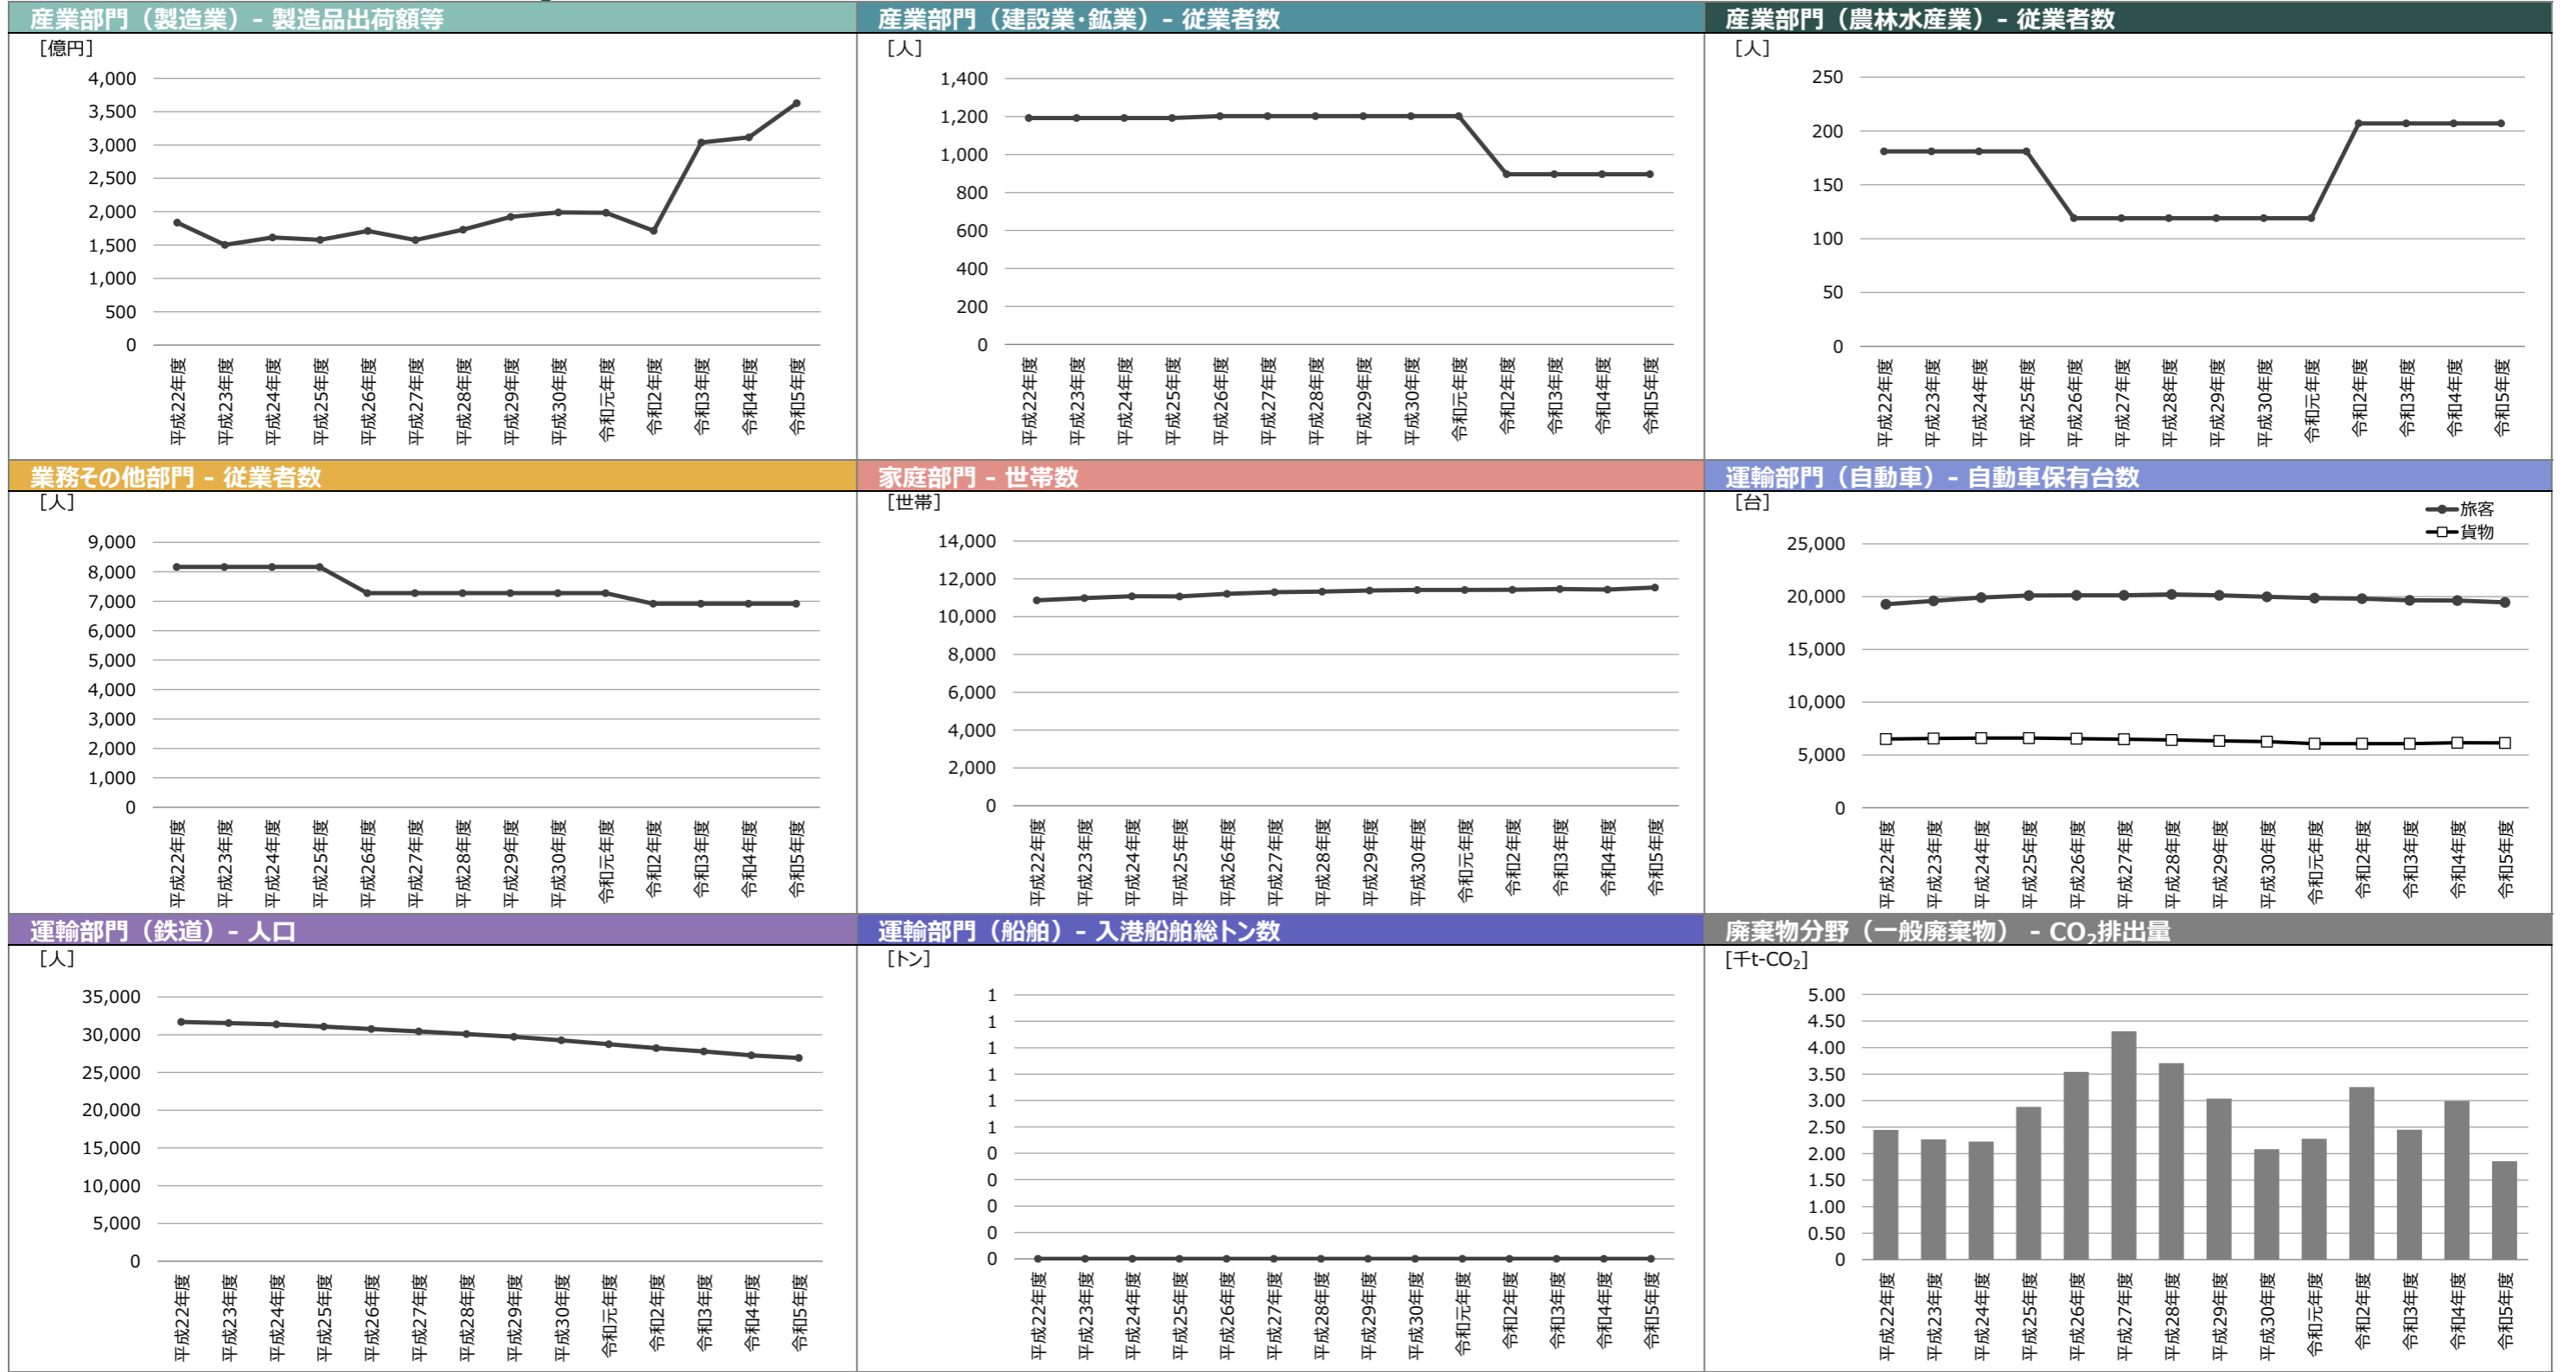 産業部門（製造業）- 製造品出荷額等
[億円]
4,000
3,500
3,000
2,500
2,000
1,500
1,000
500
0
平成22年度
平成23年度
平成24年度
平成25年度
平成26年度
平成27年度
平成28年度
平成29年度
平成30年度
令和元年度
令和2年度
令和3年度
令和4年度
令和5年度
産業部門（建設業･鉱業）- 従業者数
[人]
1,400
1,200
1,000
800
600
400
200
0
平成22年度
平成23年度
平成24年度
平成25年度
平成26年度
平成27年度
平成28年度
平成29年度
平成30年度
令和元年度
令和2年度
令和3年度
令和4年度
令和5年度
産業部門（農林水産業）- 従業者数
[人]
250
200
150
100
50
0
平成22年度
平成23年度
平成24年度
平成25年度
平成26年度
平成27年度
平成28年度
平成29年度
平成30年度
令和元年度
令和2年度
令和3年度
令和4年度
令和5年度
業務その他部門 - 従業者数
[人]
9,000
8,000
7,000
6,000
5,000
4,000
3,000
2,000
1,000
0
平成22年度
平成23年度
平成24年度
平成25年度
平成26年度
平成27年度
平成28年度
平成29年度
平成30年度
令和元年度
令和2年度
令和3年度
令和4年度
令和5年度
家庭部門 - 世帯数
[世帯]
14,000
12,000
10,000
8,000
6,000
4,000
2,000
0
平成22年度
平成23年度
平成24年度
平成25年度
平成26年度
平成27年度
平成28年度
平成29年度
平成30年度
令和元年度
令和2年度
令和3年度
令和4年度
令和5年度
運輸部門（自動車）- 自動車保有台数
[台]
旅客
貨物
25,000
20,000
15,000
10,000
5,000
0
平成22年度
平成23年度
平成24年度
平成25年度
平成26年度
平成27年度
平成28年度
平成29年度
平成30年度
令和元年度
令和2年度
令和3年度
令和4年度
令和5年度
運輸部門（鉄道）- 人口
[人]
35,000
30,000
25,000
20,000
15,000
10,000
5,000
0
平成22年度
平成23年度
平成24年度
平成25年度
平成26年度
平成27年度
平成28年度
平成29年度
平成30年度
令和元年度
令和2年度
令和3年度
令和4年度
令和5年度
運輸部門（船舶）- 入港船舶総トン数
[トン]
1
1
1
1
1
1
0
0
0
0
0
平成22年度
平成23年度
平成24年度
平成25年度
平成26年度
平成27年度
平成28年度
平成29年度
平成30年度
令和元年度
令和2年度
令和3年度
令和4年度
令和5年度
廃棄物分野（一般廃棄物） - CO₂排出量
[千t-CO₂]
5.00
4.50
4.00
3.50
3.00
2.50
2.00
1.50
1.00
0.50
0
平成22年度
平成23年度
平成24年度
平成25年度
平成26年度
平成27年度
平成28年度
平成29年度
平成30年度
令和元年度
令和2年度
令和3年度
令和4年度
令和5年度